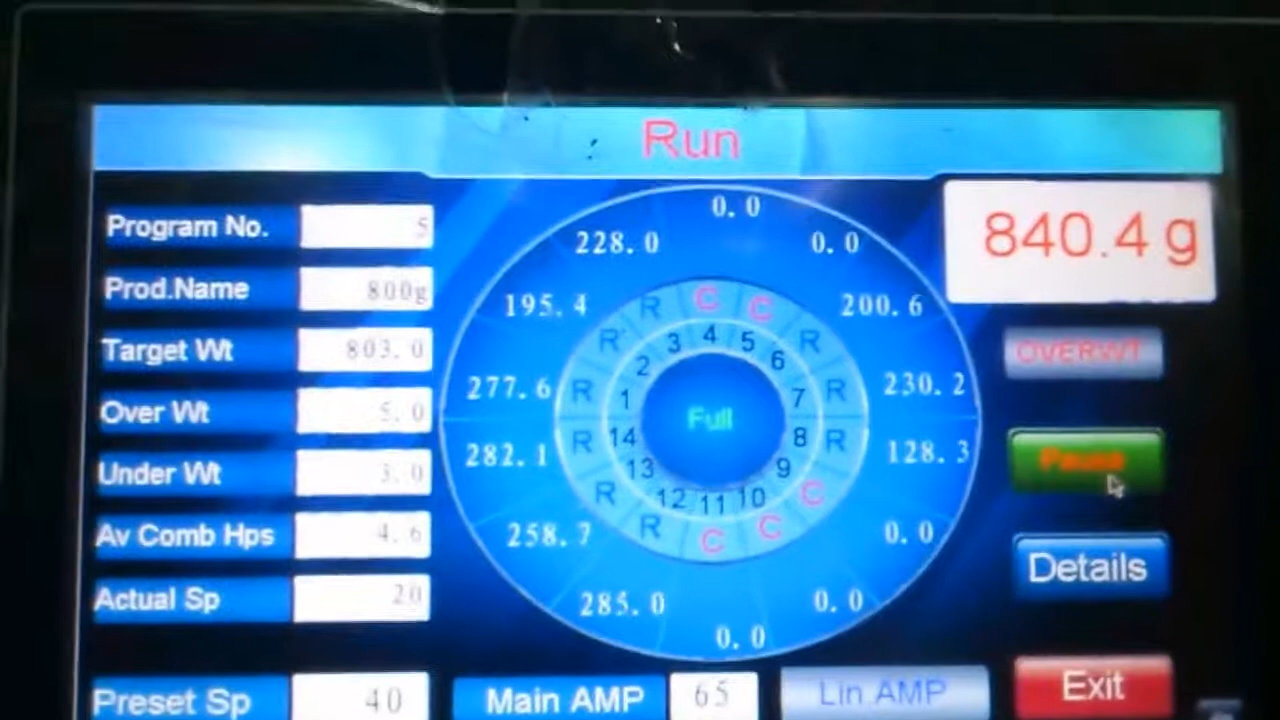 Run
Program No. 5
Prod.Name 800g
Target Wt 803.0
Over Wt 5.0
Under Wt 3.0
Av Comb Hps 4.6
Actual Sp 20
Preset Sp 40
0.0
228.0 0.0
195.4 200.6
277.6 230.2
282.1 128.3
258.7 0.0
285.0 0.0
0.0
R C C
R R
R R
R R
R C
R C C
3 4 5
2 6
1 7
Full
14 8
13 9
12 11 10
Main AMP 65
Lin AMP
840.4 g
OVERWT
Pause
Details
Exit